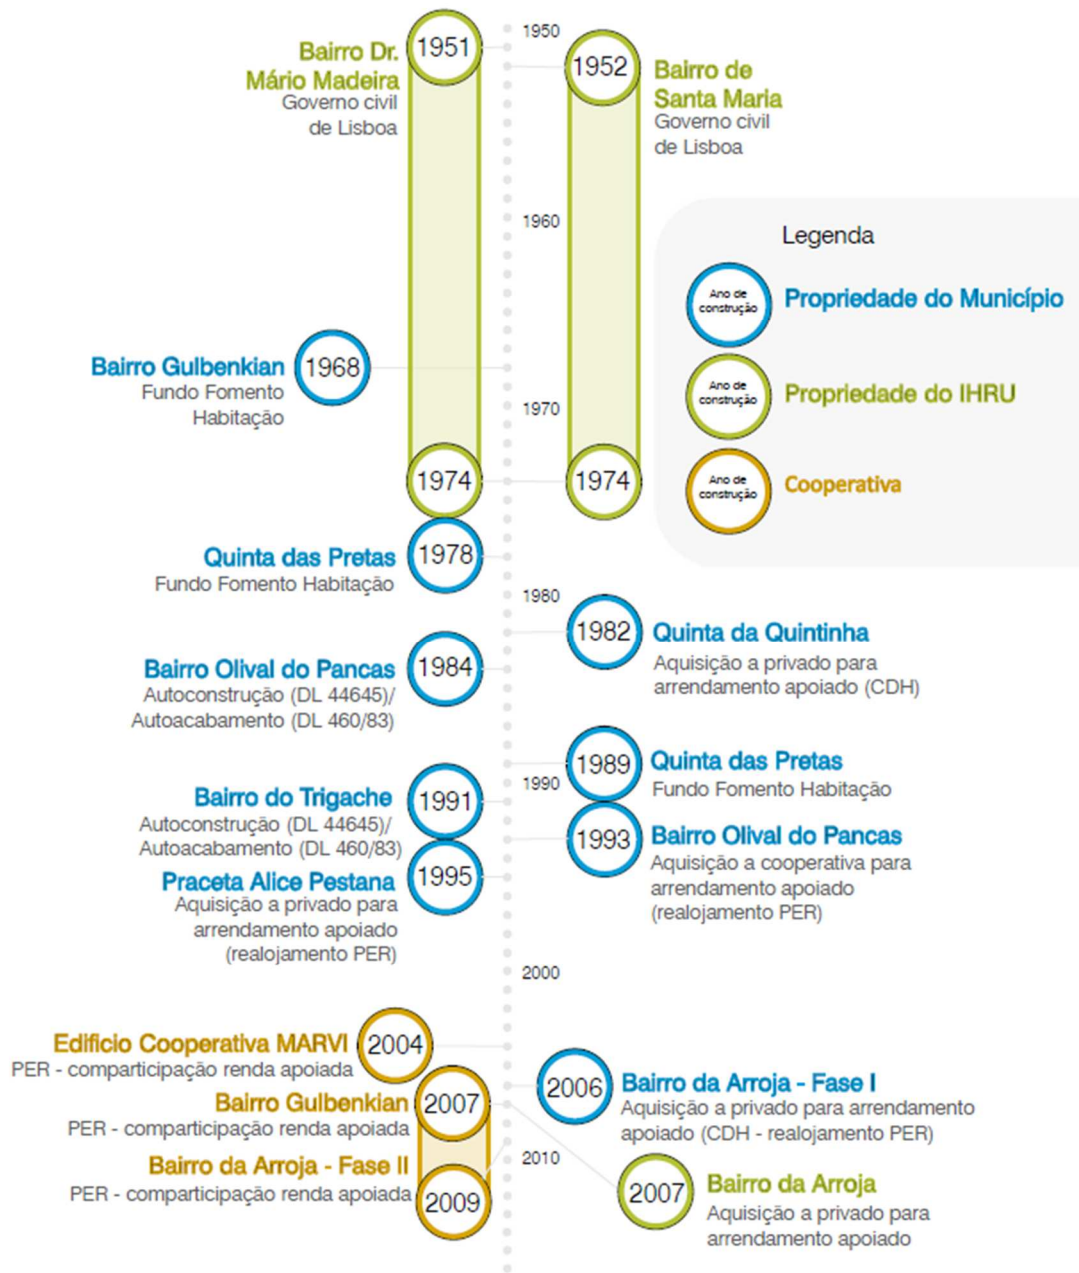 1950
Bairro Dr.
Mário Madeira
Governo civil
de Lisboa
1951
1952
Bairro de
Santa Maria
Governo civil
de Lisboa
1960
Legenda
Ano de
construção
Propriedade do Município
Ano de
construção
Propriedade do IHRU
Ano de
construção
Cooperativa
Bairro Gulbenkian
Fundo Fomento
Habitação
1968
1970
1974
1974
Quinta das Pretas
Fundo Fomento Habitação
1978
1980
1982
Quinta da Quintinha
Aquisição a privado para
arrendamento apoiado (CDH)
Bairro Olival do Pancas
Autoconstrução (DL 44645)/
Autoacabamento (DL 460/83)
1984
1989
Quinta das Pretas
Fundo Fomento Habitação
1990
Bairro do Trigache
Autoconstrução (DL 44645)/
Autoacabamento (DL 460/83)
1991
1993
Bairro Olival do Pancas
Aquisição a cooperativa para
arrendamento apoiado
(realojamento PER)
Praceta Alice Pestana
Aquisição a privado para
arrendamento apoiado
(realojamento PER)
1995
2000
Edificio Cooperativa MARVI
PER - comparticipação renda apoiada
2004
2006
Bairro da Arroja - Fase I
Aquisição a privado para arrendamento
apoiado (CDH - realojamento PER)
Bairro Gulbenkian
PER - comparticipação renda apoiada
2007
2010
Bairro da Arroja - Fase II
PER - comparticipação renda apoiada
2009
2007
Bairro da Arroja
Aquisição a privado para
arrendamento apoiado